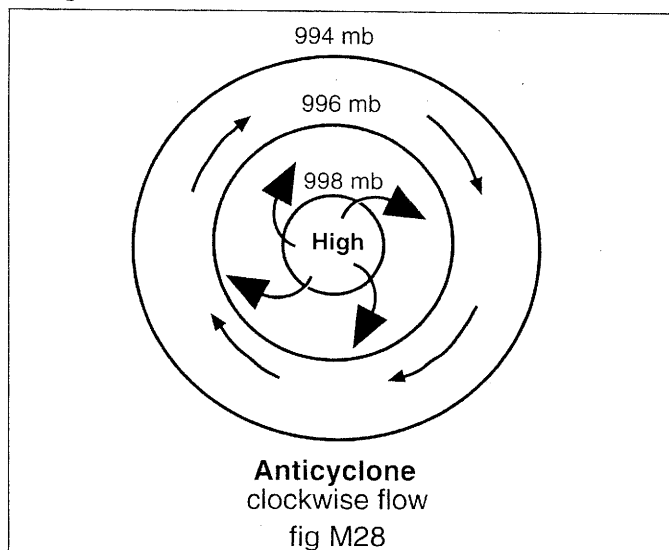 994 mb
996 mb
998 mb
High
Anticyclone
clockwise flow
fig M28